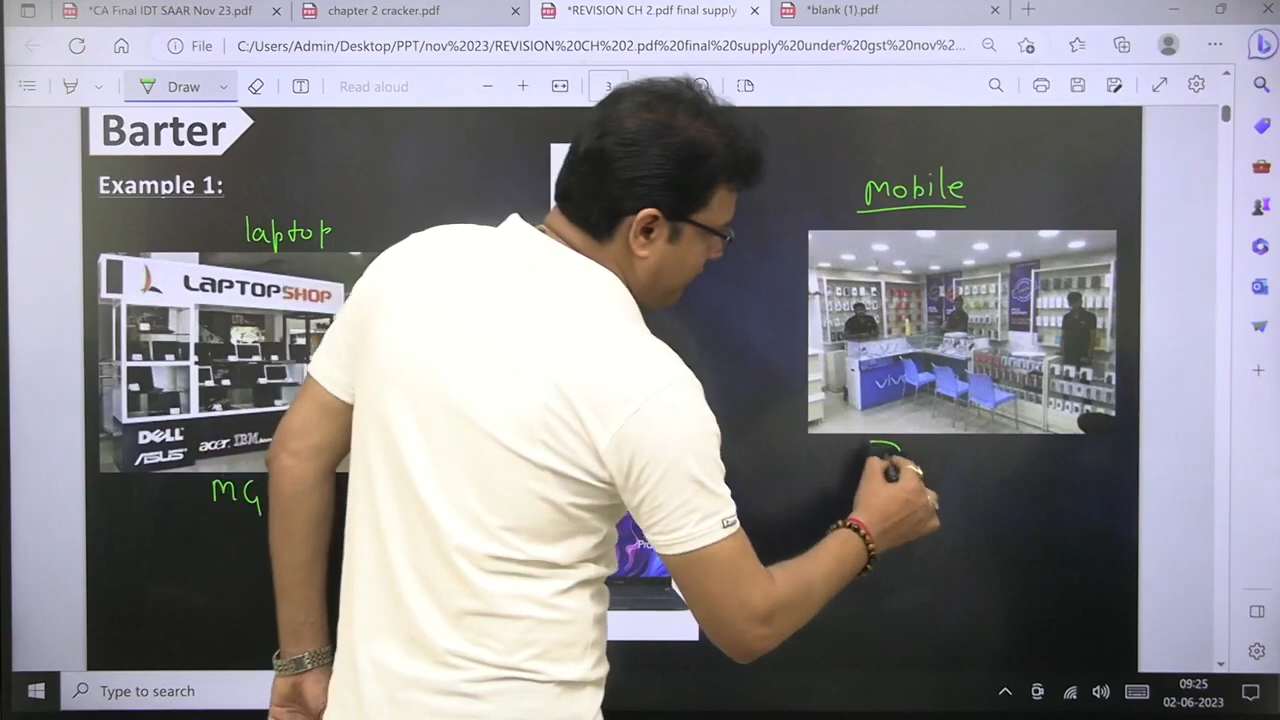 *CA Final IDT SAAR Nov 23.pdf
chapter 2 cracker.pdf
*REVISION CH 2.pdf final supply
*blank (1).pdf
File
C:/Users/Admin/Desktop/PPT/nov%2023/REVISION%20CH%202.pdf%20final%20supply%20under%20gst%20nov%2...
Draw
Read aloud
3
Barter
Example 1:
laptop
mobile
LAPTOPSHOP
DELL
acer
IBM
ASUS
vivo
MG
Type to search
09:25
02-06-2023